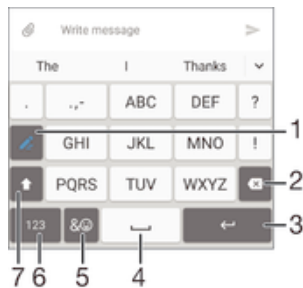 Write message
The I Thanks
. .,- ABC DEF ?
GHI JKL MNO ! 1
PQRS TUV WXYZ 2
123 &☺ 3
7 6 5 4